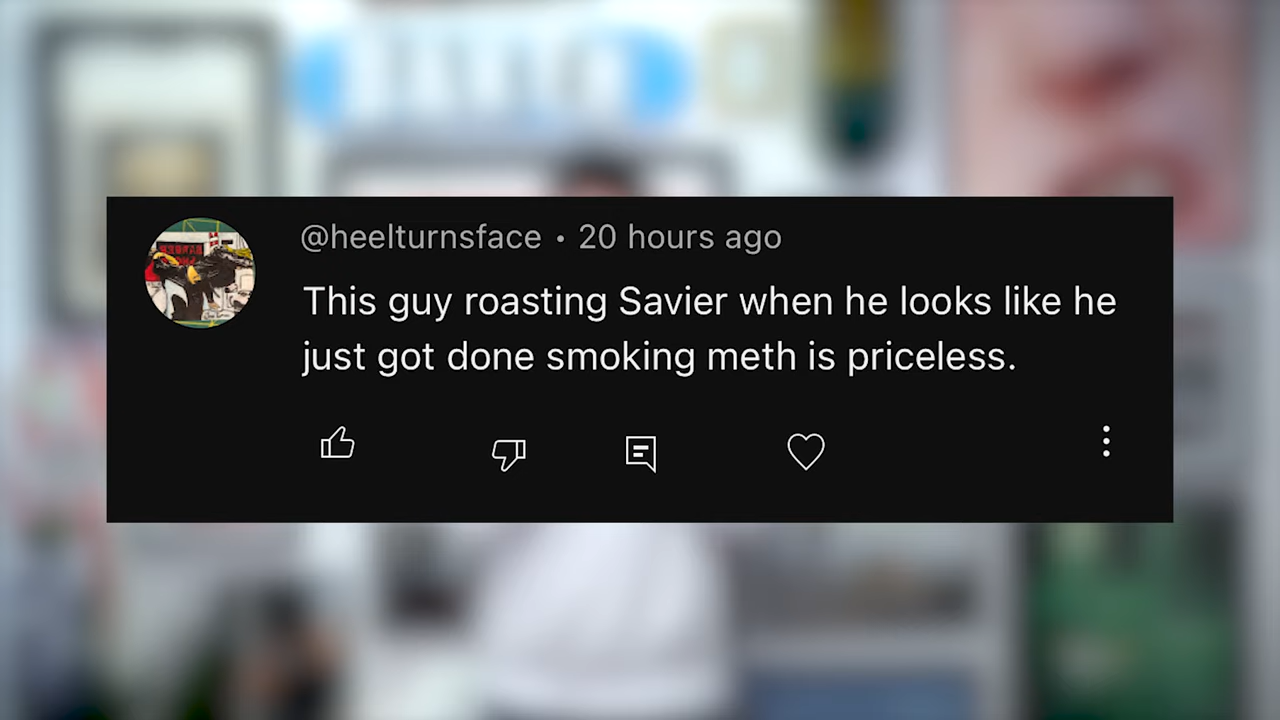 @heelturnsface • 20 hours ago
This guy roasting Savier when he looks like he
just got done smoking meth is priceless.